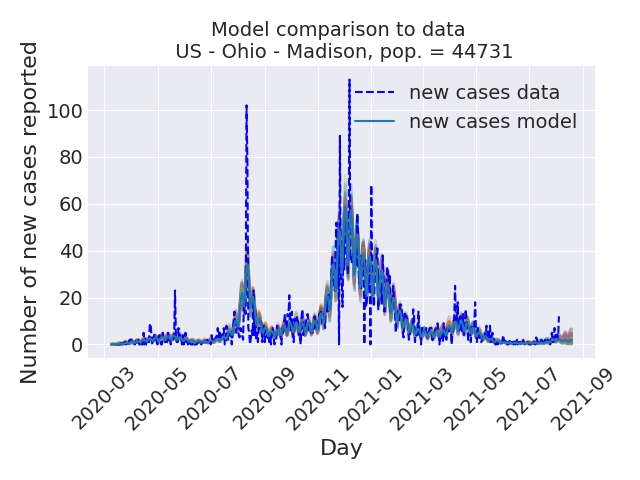 Model comparison to data
US - Ohio - Madison, pop. = 44731
Number of new cases reported
100
80
60
40
20
0
new cases data
new cases model
2020-03
2020-05
2020-07
2020-09
2020-11
2021-01
2021-03
2021-05
2021-07
2021-09
Day